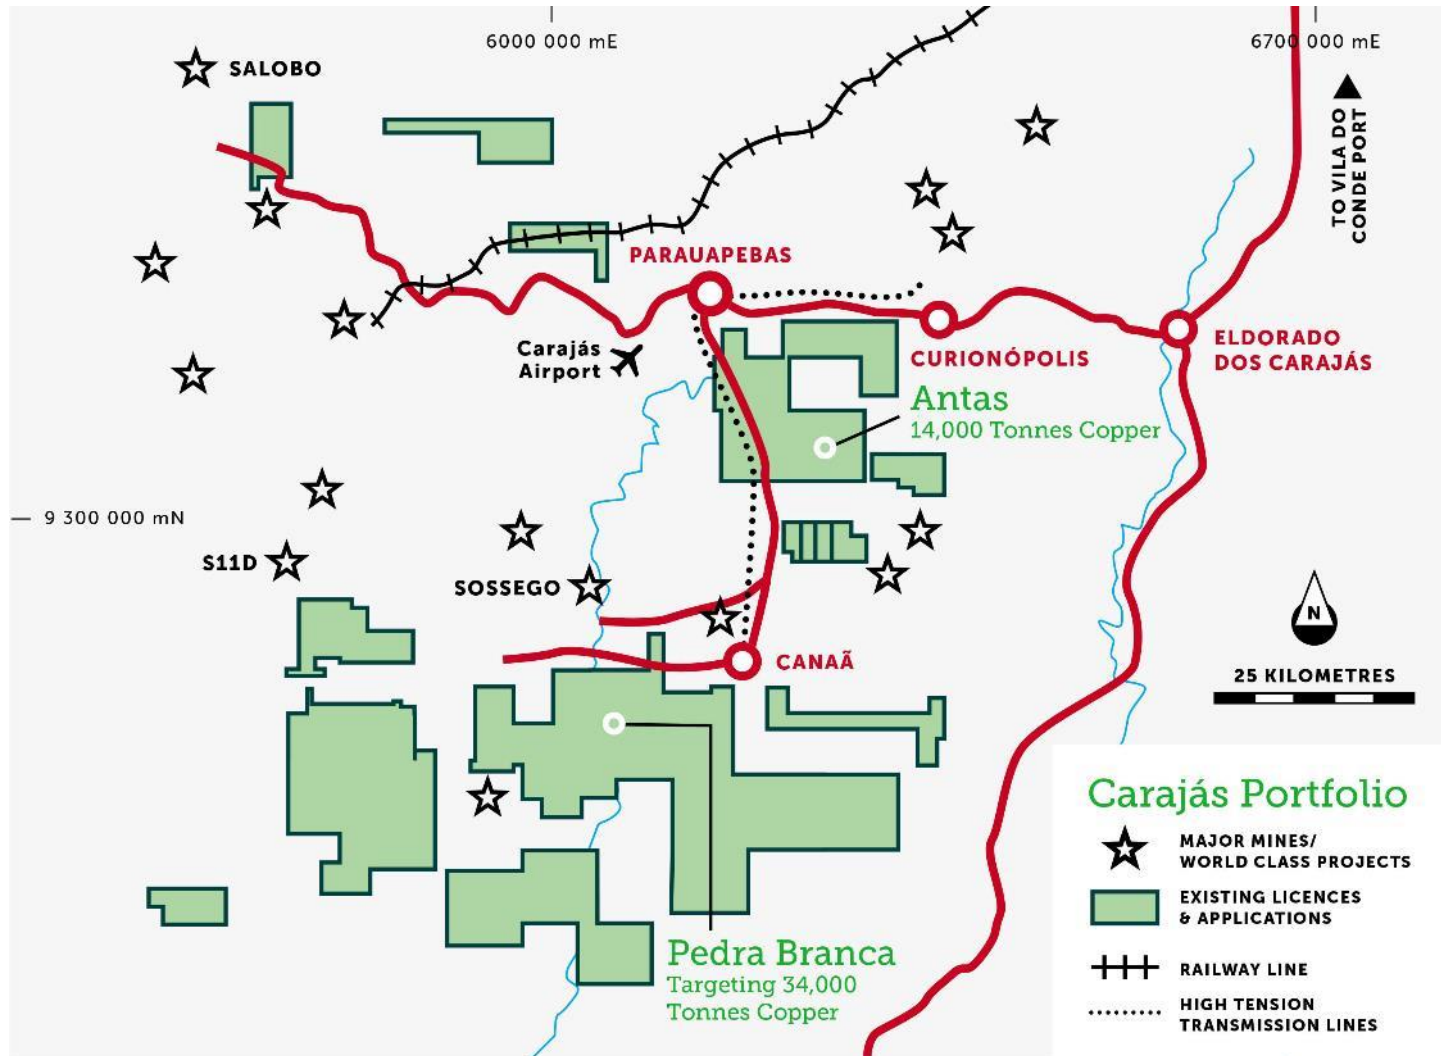 6000 000 mE
6700 000 mE
SALOBO
TO VILA DO
CONDE PORT
PARAUAPEBAS
Carajás
Airport
CURIONÓPOLIS
ELDORADO
DOS CARAJÁS
Antas
14,000 Tonnes Copper
9 300 000 mN
S11D
SOSSEGO
N
CANAÃ
25 KILOMETRES
Pedra Branca
Targeting 34,000
Tonnes Copper
Carajás Portfolio
MAJOR MINES/
WORLD CLASS PROJECTS
EXISTING LICENCES
& APPLICATIONS
RAILWAY LINE
HIGH TENSION
TRANSMISSION LINES